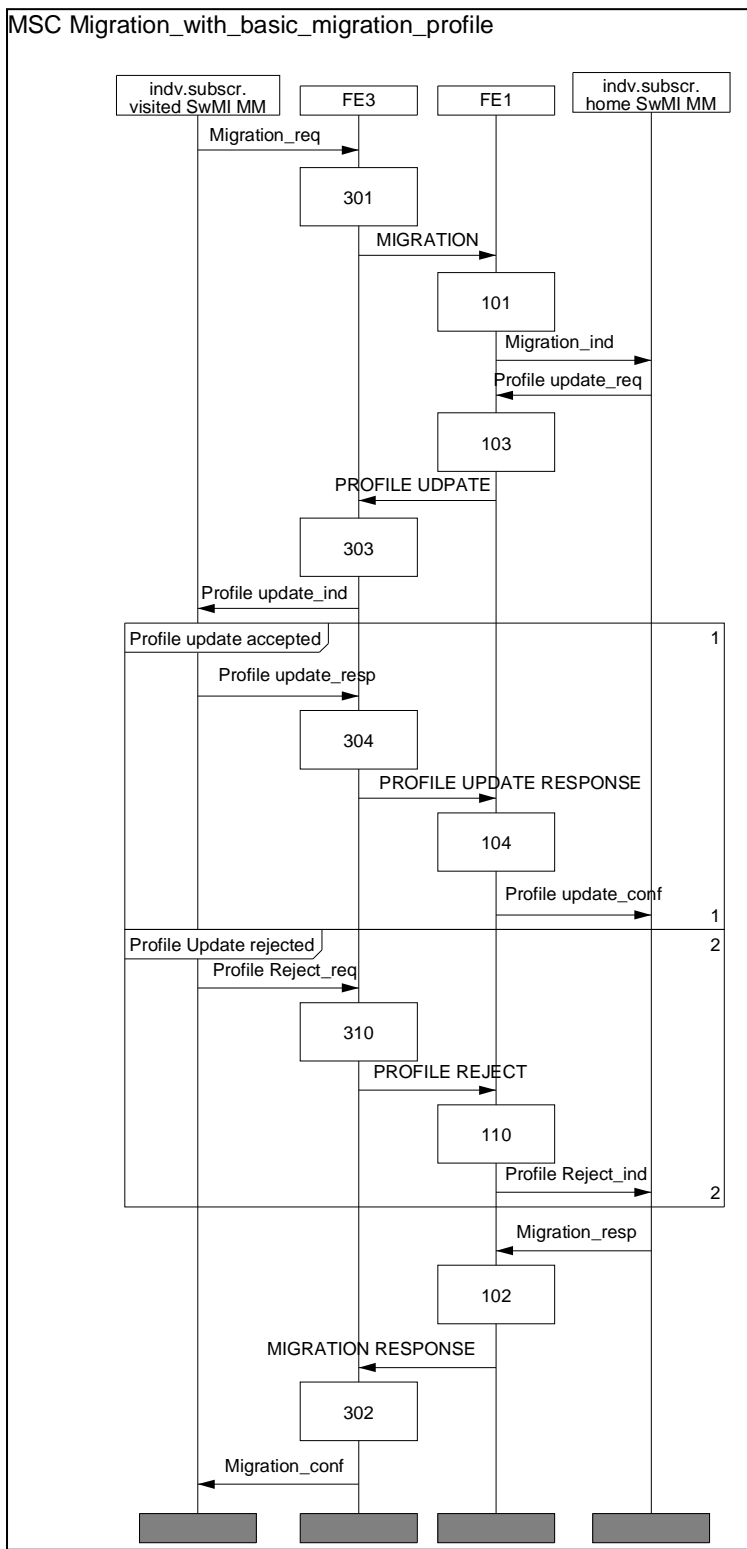 MSC Migration_with_basic_migration_profile
indv.subscr.
visited SwMI MM
FE3
FE1
indv.subscr.
home SwMI MM
Migration_req
301
MIGRATION
101
Migration_ind
Profile update_req
103
PROFILE UDPATE
303
Profile update_ind
Profile update accepted
1
Profile update_resp
304
PROFILE UPDATE RESPONSE
104
Profile update_conf
1
Profile Update rejected
2
Profile Reject_req
310
PROFILE REJECT
110
Profile Reject_ind
2
Migration_resp
102
MIGRATION RESPONSE
302
Migration_conf